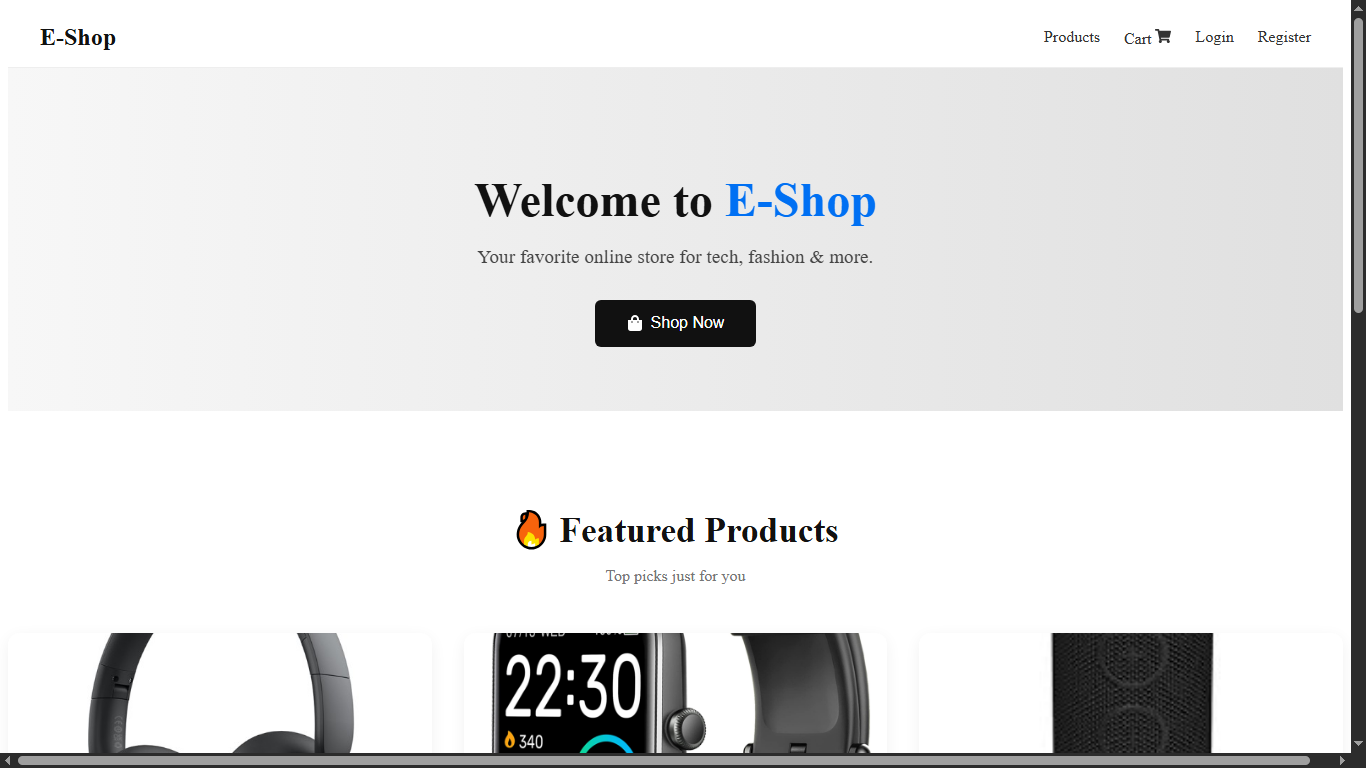 E-Shop
Products Cart Login Register
Welcome to E-Shop
Your favorite online store for tech, fashion & more.
Shop Now
Featured Products
Top picks just for you
22:30
340